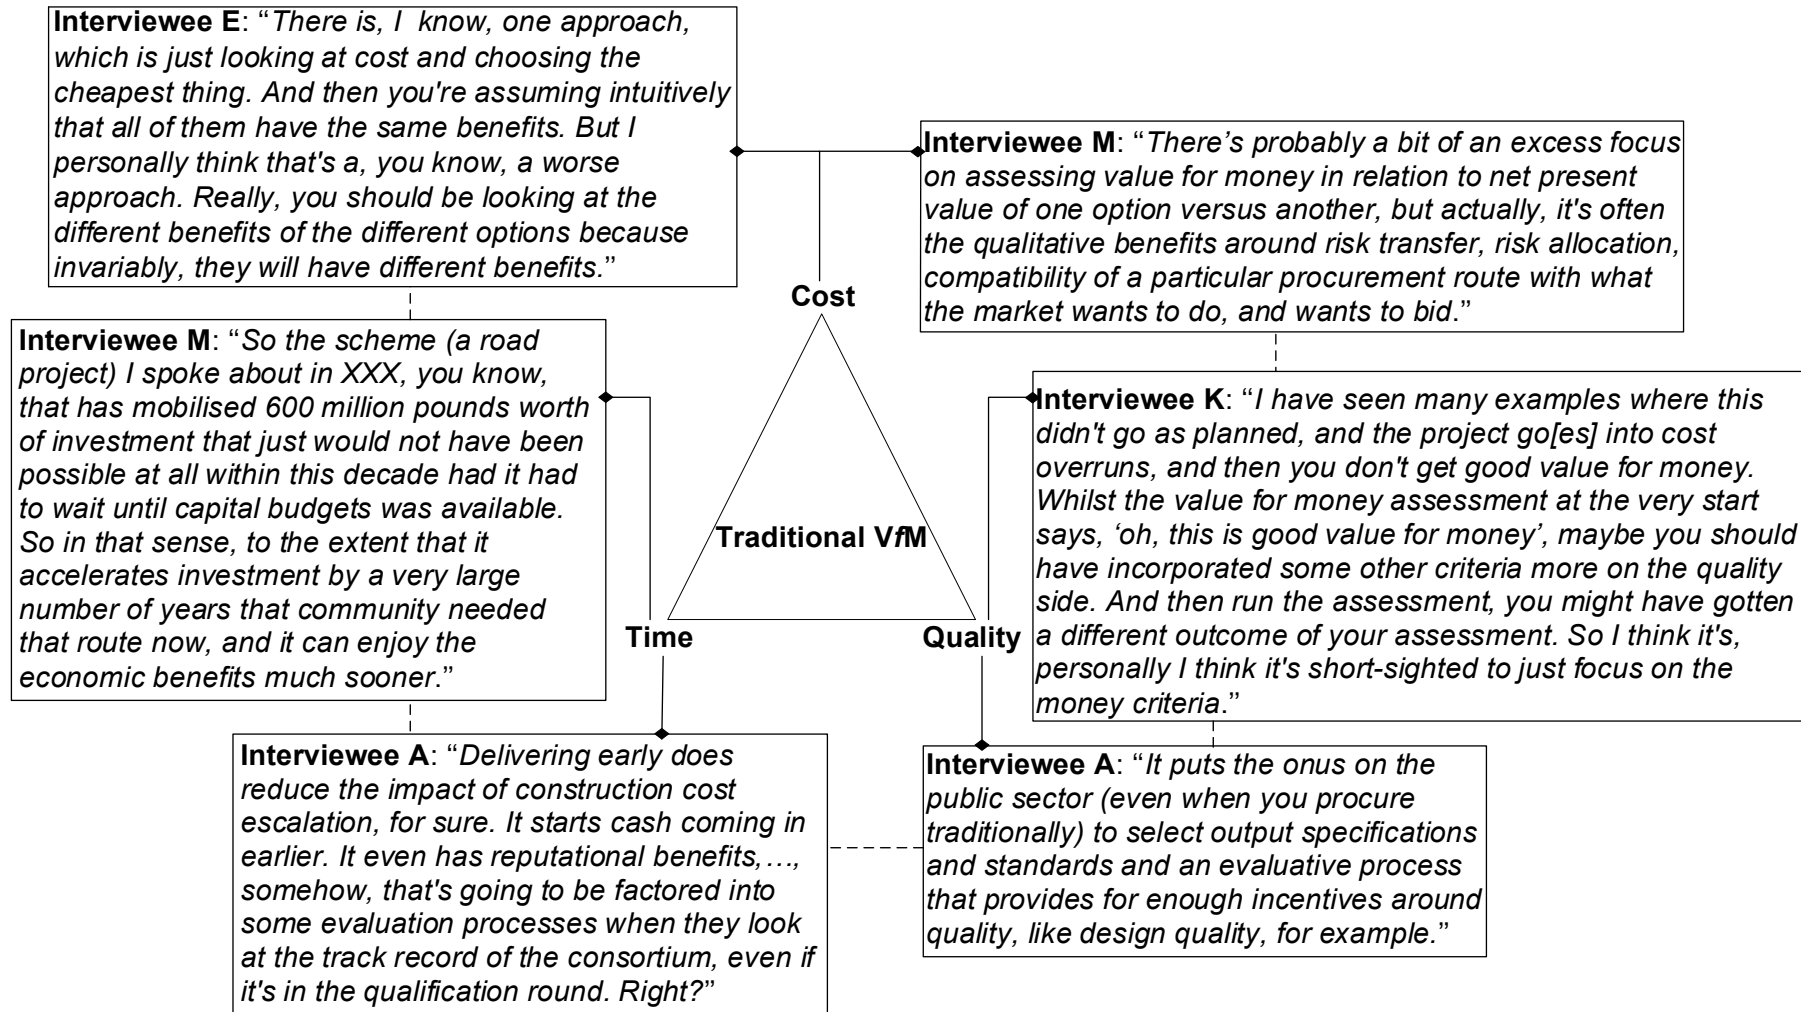 Interviewee E: “There is, I know, one approach,
which is just looking at cost and choosing the
cheapest thing. And then you're assuming intuitively
that all of them have the same benefits. But I
personally think that's a, you know, a worse
approach. Really, you should be looking at the
different benefits of the different options because
invariably, they will have different benefits.”
Interviewee M: “There’s probably a bit of an excess focus
on assessing value for money in relation to net present
value of one option versus another, but actually, it's often
the qualitative benefits around risk transfer, risk allocation,
compatibility of a particular procurement route with what
the market wants to do, and wants to bid.”
Cost
Interviewee M: “So the scheme (a road
project) I spoke about in XXX, you know,
that has mobilised 600 million pounds worth
of investment that just would not have been
possible at all within this decade had it had
to wait until capital budgets was available.
So in that sense, to the extent that it
accelerates investment by a very large
number of years that community needed
that route now, and it can enjoy the
economic benefits much sooner.”
Traditional VfM
Interviewee K: “I have seen many examples where this
didn't go as planned, and the project go[es] into cost
overruns, and then you don't get good value for money.
Whilst the value for money assessment at the very start
says, ‘oh, this is good value for money’, maybe you should
have incorporated some other criteria more on the quality
side. And then run the assessment, you might have gotten
a different outcome of your assessment. So I think it's,
personally I think it's short-sighted to just focus on the
money criteria.”
Time
Quality
Interviewee A: “Delivering early does
reduce the impact of construction cost
escalation, for sure. It starts cash coming in
earlier. It even has reputational benefits,…,
somehow, that's going to be factored into
some evaluation processes when they look
at the track record of the consortium, even if
it's in the qualification round. Right?”
Interviewee A: “It puts the onus on the
public sector (even when you procure
traditionally) to select output specifications
and standards and an evaluative process
that provides for enough incentives around
quality, like design quality, for example.”